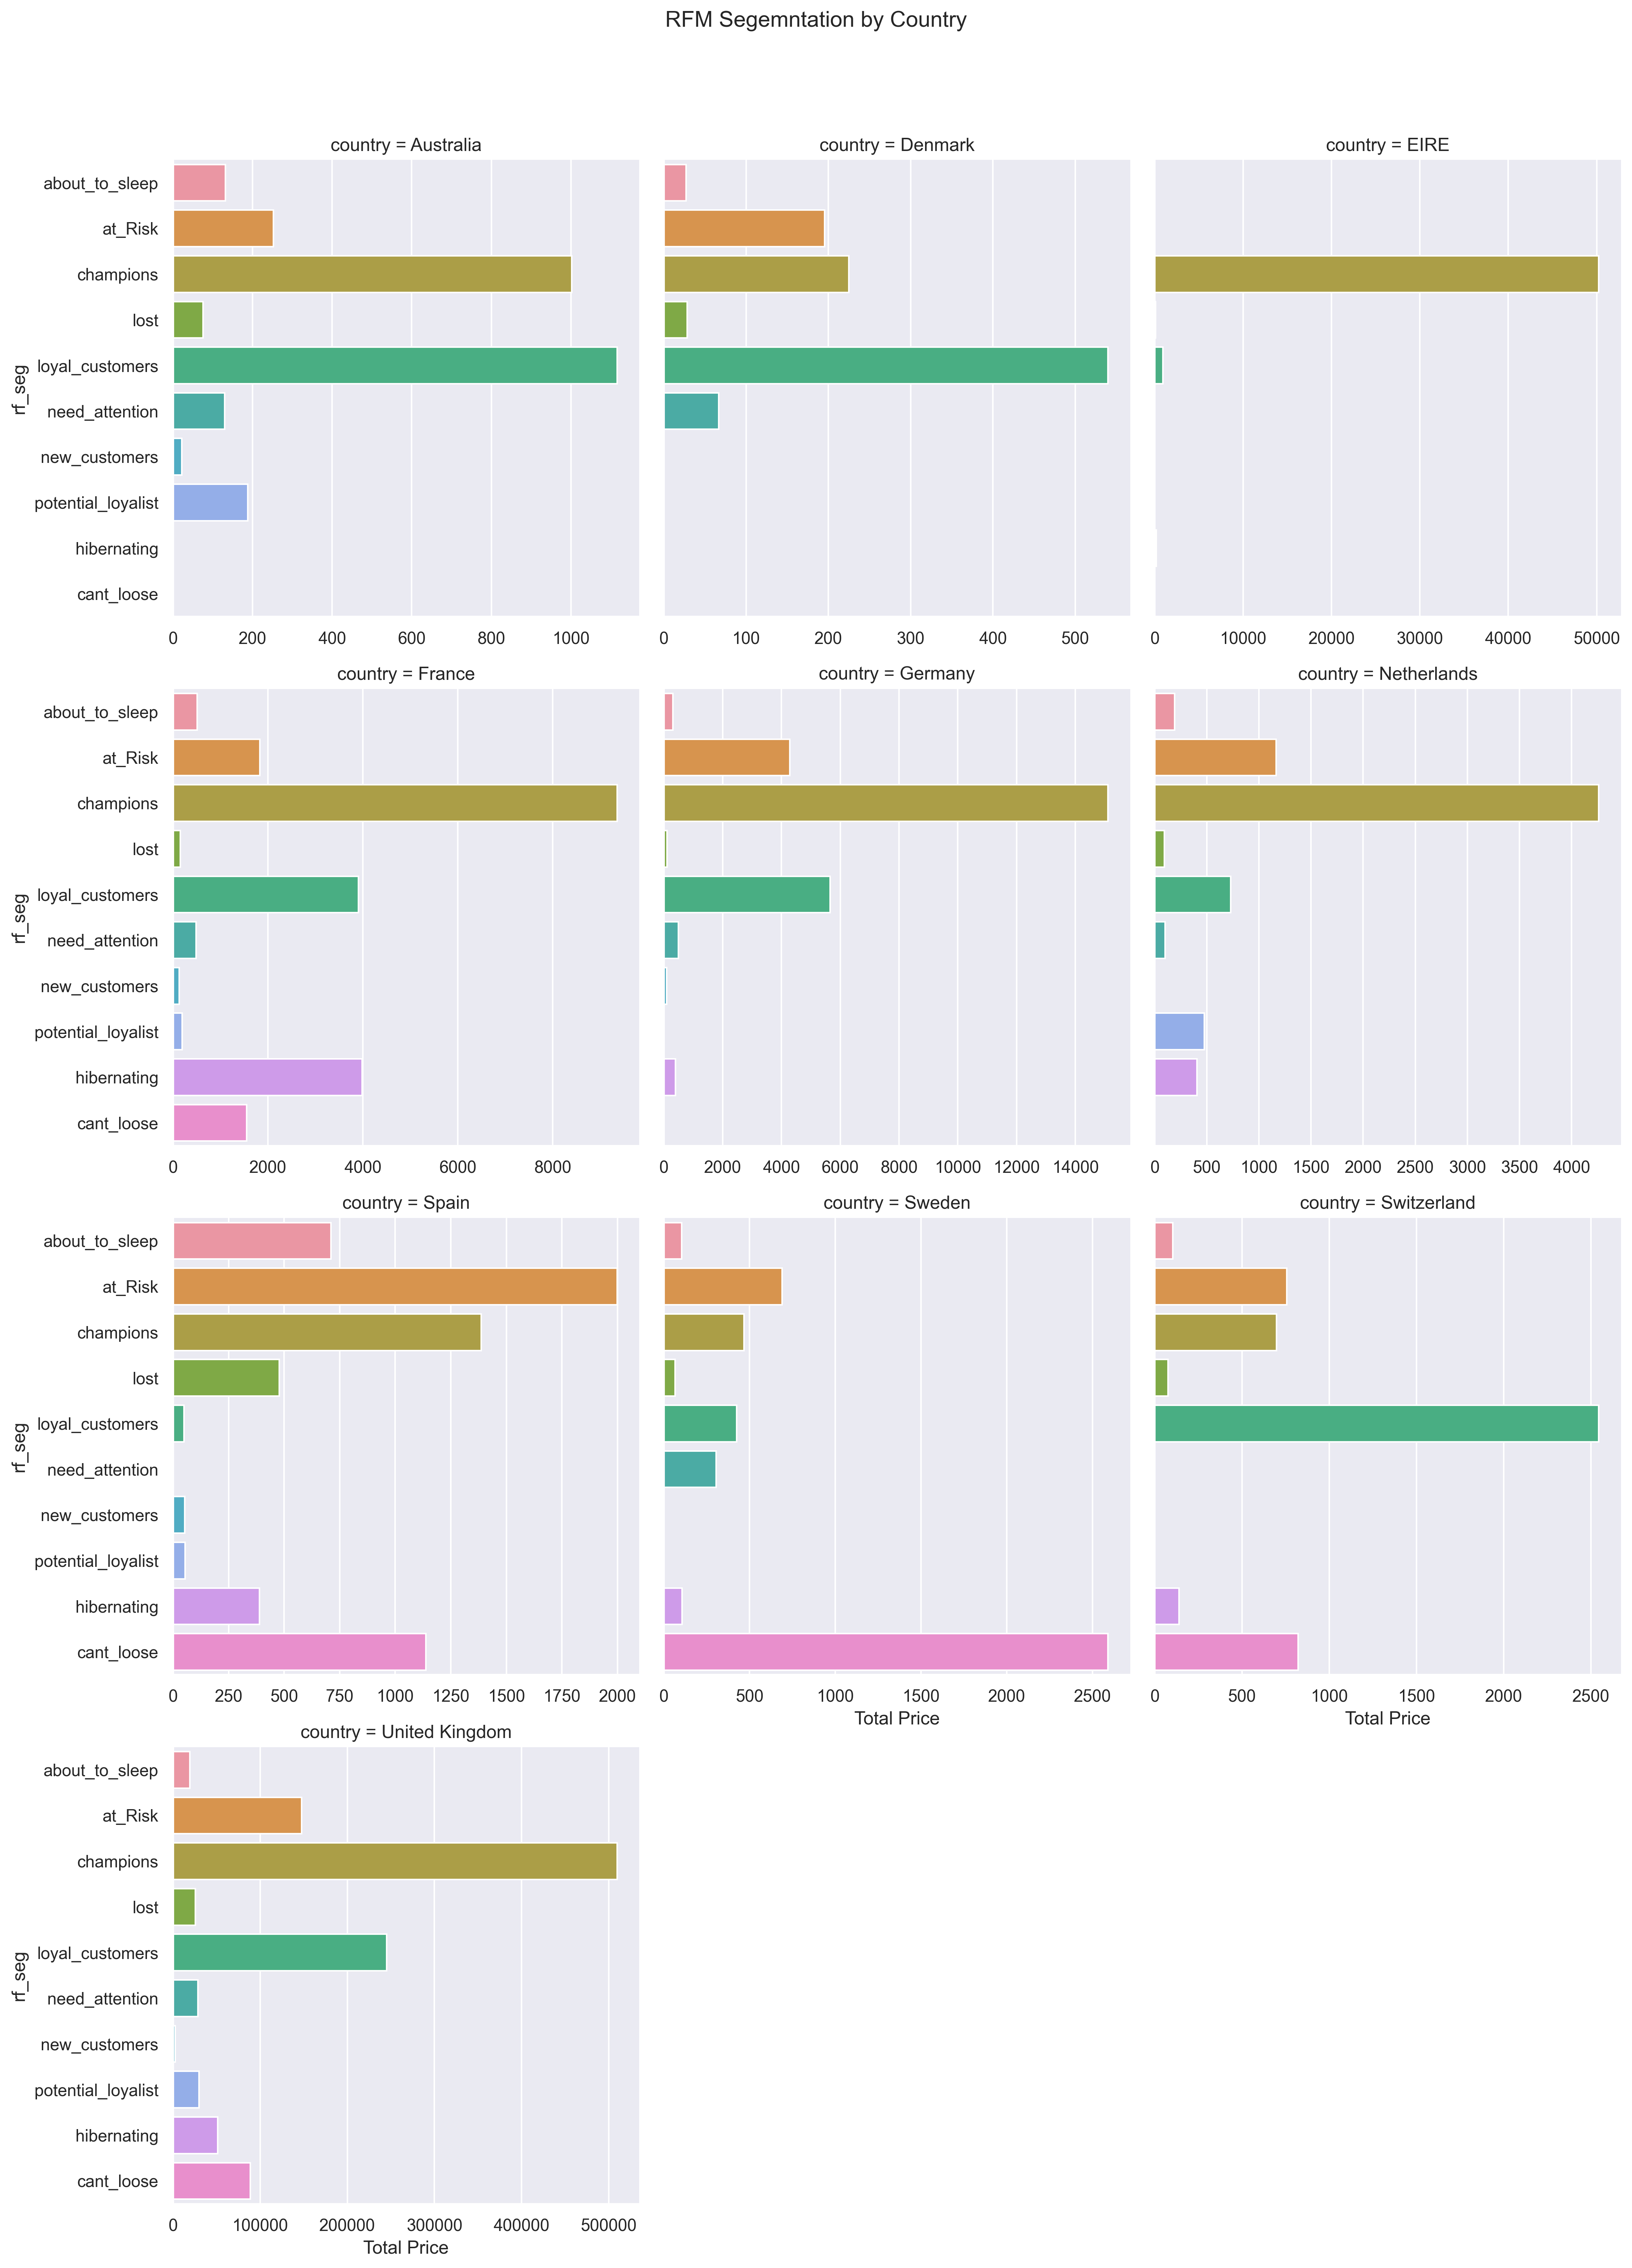 RFM Segemntation by Country
country = Australia
country = Denmark
country = EIRE
rf_seg
about_to_sleep
at_Risk
champions
lost
loyal_customers
need_attention
new_customers
potential_loyalist
hibernating
cant_loose
0 200 400 600 800 1000
0 100 200 300 400 500
0 10000 20000 30000 40000 50000
country = France
country = Germany
country = Netherlands
rf_seg
about_to_sleep
at_Risk
champions
lost
loyal_customers
need_attention
new_customers
potential_loyalist
hibernating
cant_loose
0 2000 4000 6000 8000
0 2000 4000 6000 8000 10000 12000 14000
0 500 1000 1500 2000 2500 3000 3500 4000
country = Spain
country = Sweden
country = Switzerland
rf_seg
about_to_sleep
at_Risk
champions
lost
loyal_customers
need_attention
new_customers
potential_loyalist
hibernating
cant_loose
0 250 500 750 1000 1250 1500 1750 2000
0 500 1000 1500 2000 2500
Total Price
0 500 1000 1500 2000 2500
Total Price
country = United Kingdom
rf_seg
about_to_sleep
at_Risk
champions
lost
loyal_customers
need_attention
new_customers
potential_loyalist
hibernating
cant_loose
0 100000 200000 300000 400000 500000
Total Price